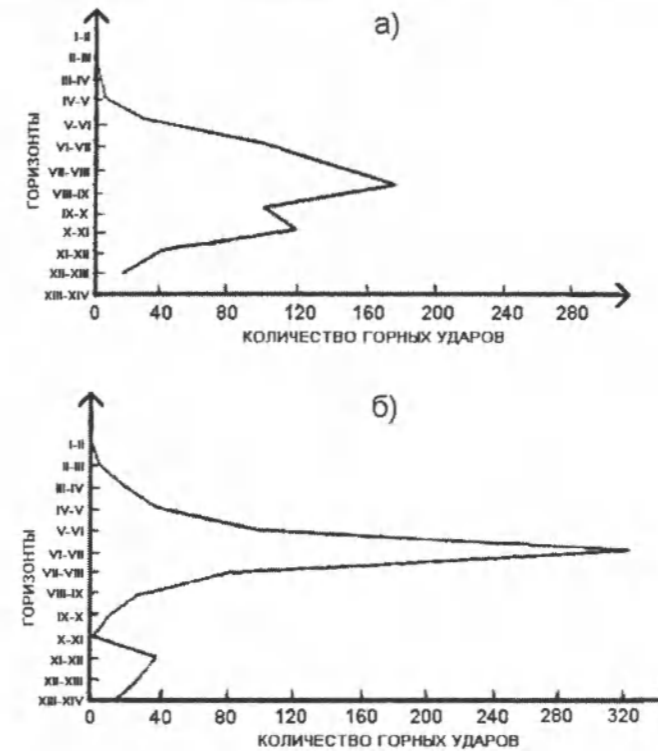 а)
ГОРИЗОНТЫ
I-II
II-III
III-IV
IV-V
V-VI
VI-VII
VII-VIII
VIII-IX
IX-X
X-XI
XI-XII
XII-XIII
XIII-XIV
0 40 80 120 160 200 240 280
КОЛИЧЕСТВО ГОРНЫХ УДАРОВ
б)
ГОРИЗОНТЫ
I-II
II-III
III-IV
IV-V
V-VI
VI-VII
VII-VIII
VIII-IX
IX-X
X-XI
XI-XII
XII-XIII
XIII-XIV
0 40 80 120 160 200 240 280 320
КОЛИЧЕСТВО ГОРНЫХ УДАРОВ